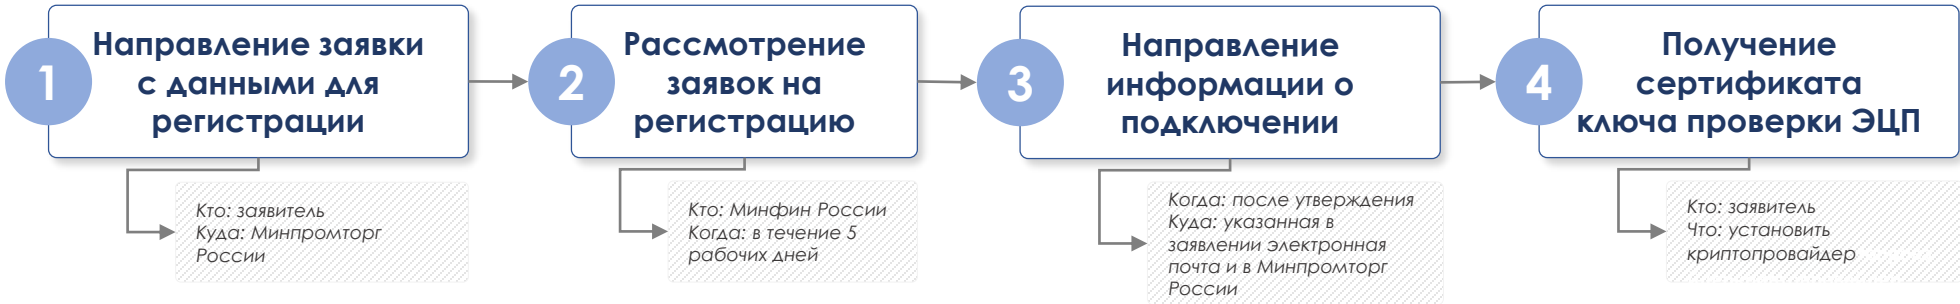 1
Направление заявки
с данными для
регистрации
Кто: заявитель
Куда: Минпромторг
России
2
Рассмотрение
заявок на
регистрацию
Кто: Минфин России
Когда: в течение 5
рабочих дней
3
Направление
информации о
подключении
Когда: после утверждения
Куда: указанная в
заявлении электронная
почта и в Минпромторг
России
4
Получение
сертификата
ключа проверки ЭЦП
Кто: заявитель
Что: установить
криптопровайдер